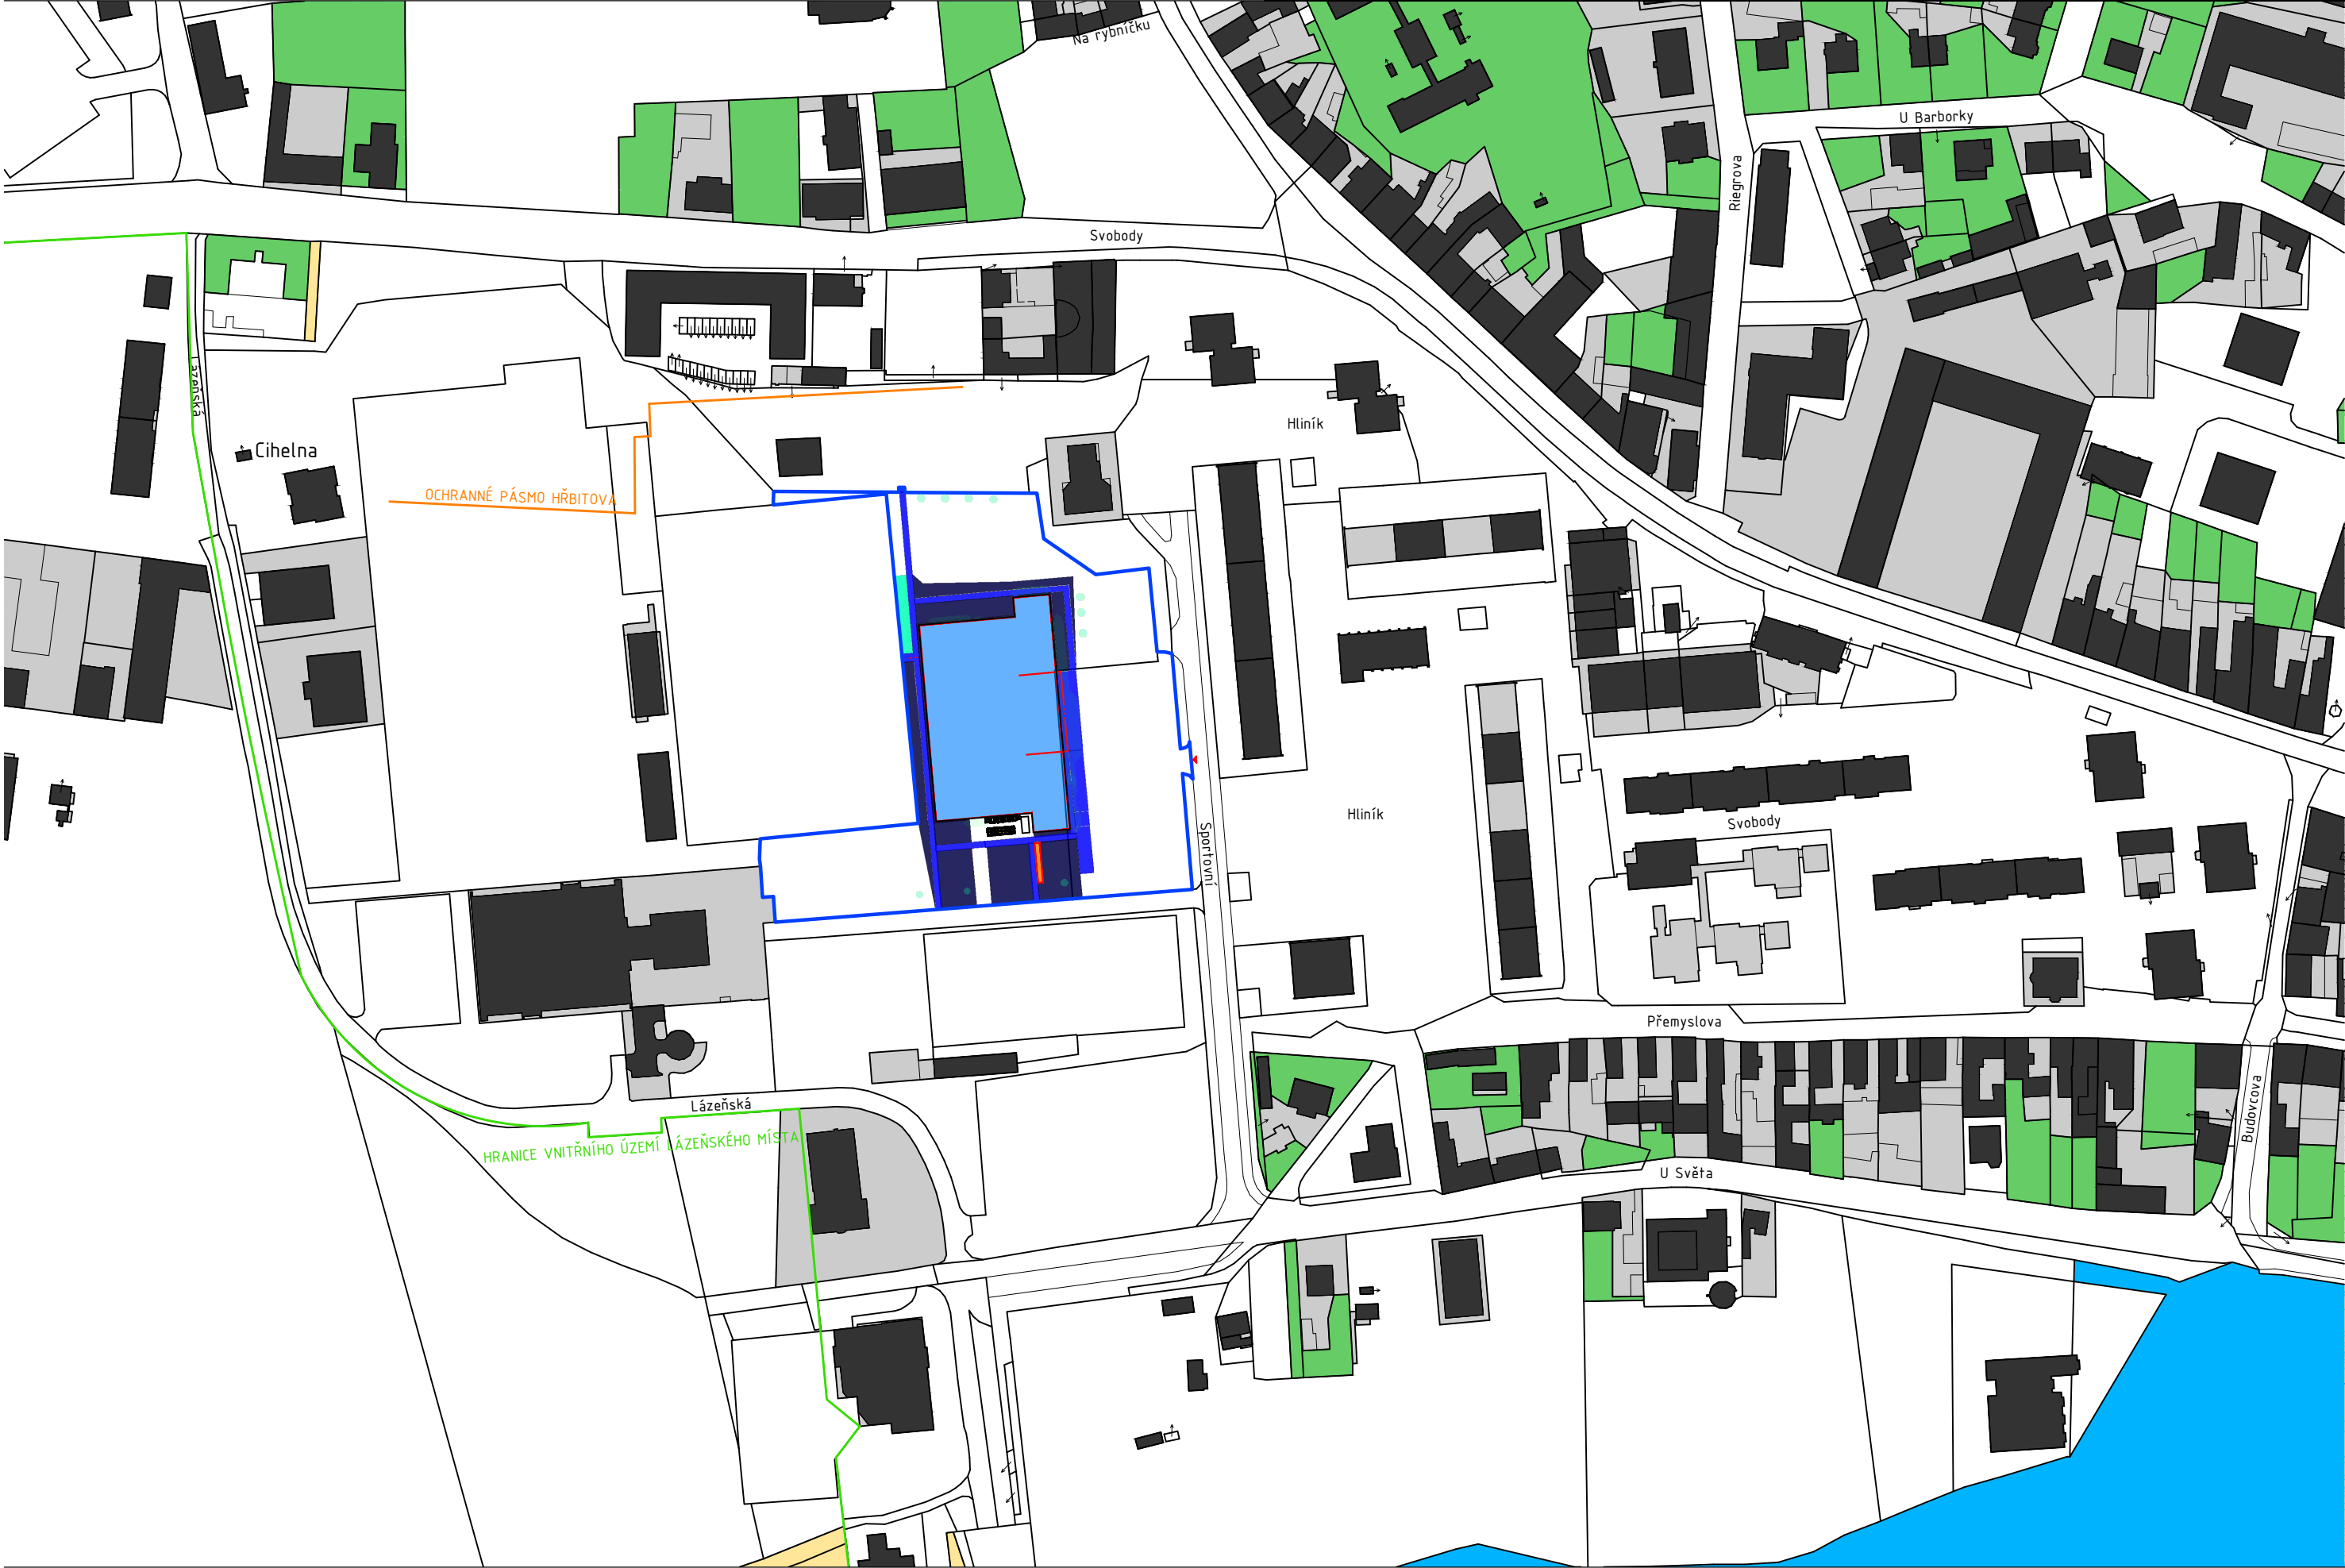 Na rybníčku
U Barborky
Riegrova
Svobody
Lázeňská
Hliník
Cihelna
OCHRANNÉ PÁSMO HŘBITOVA
Hliník
Svobody
Sportovní
Přemyslova
Lázeňská
Budovcova
HRANICE VNITŘNÍHO ÚZEMÍ LÁZEŇSKÉHO MÍSTA
U Světa